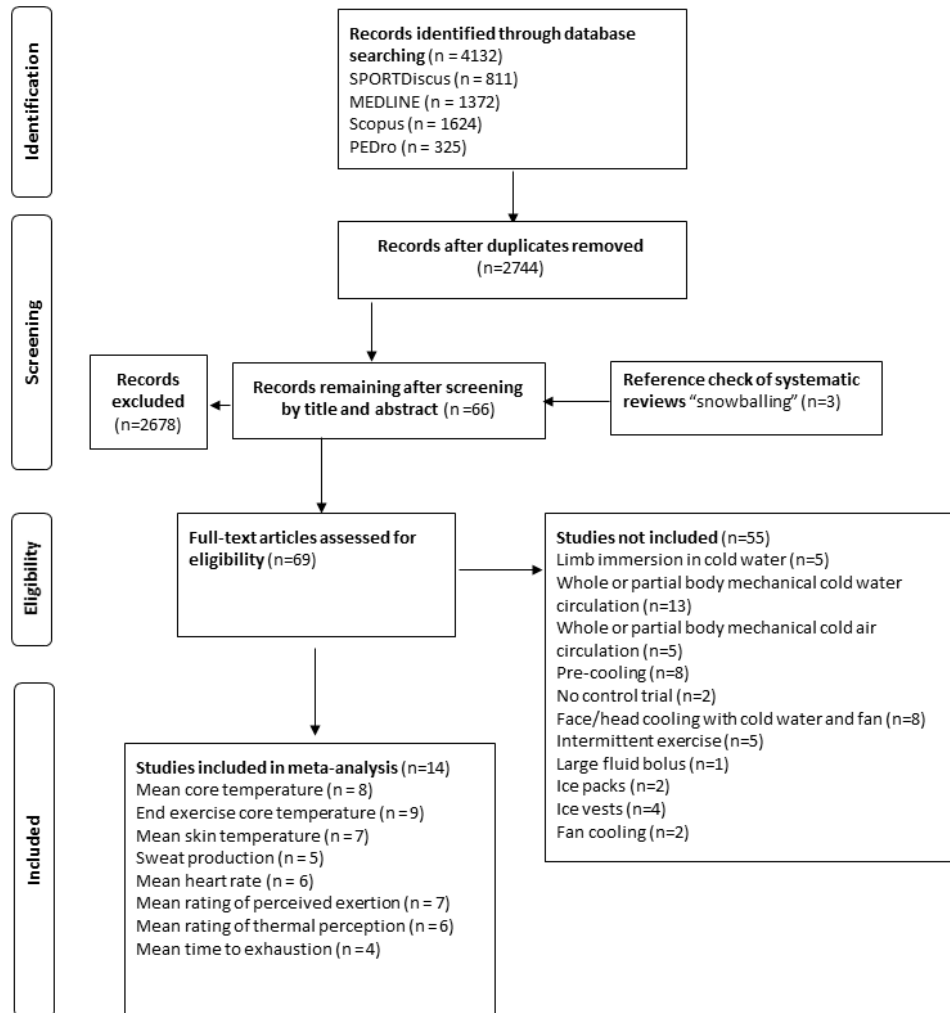 Identification
Records identified through database
searching (n = 4132)
SPORTDiscus (n = 811)
MEDLINE (n = 1372)
Scopus (n = 1624)
PEDro (n = 325)
Screening
Records after duplicates removed
(n=2744)
Records
excluded
(n=2678)
Records remaining after screening
by title and abstract (n =66)
Reference check of systematic
reviews “snowballing” (n=3)
Eligibility
Full-text articles assessed for
eligibility (n=69)
Studies not included (n=55)
Limb immersion in cold water (n=5)
Whole or partial body mechanical cold water
circulation (n=13)
Whole or partial body mechanical cold air
circulation (n=5)
Pre-cooling (n=8)
No control trial (n=2)
Face/head cooling with cold water and fan (n=8)
Intermittent exercise (n=5)
Large fluid bolus (n=1)
Ice packs (n=2)
Ice vests (n=4)
Fan cooling (n=2)
Included
Studies included in meta-analysis (n=14)
Mean core temperature (n = 8)
End exercise core temperature (n = 9)
Mean skin temperature (n = 7)
Sweat production (n = 5)
Mean heart rate (n = 6)
Mean rating of perceived exertion (n = 7)
Mean rating of thermal perception (n = 6)
Mean time to exhaustion (n = 4)